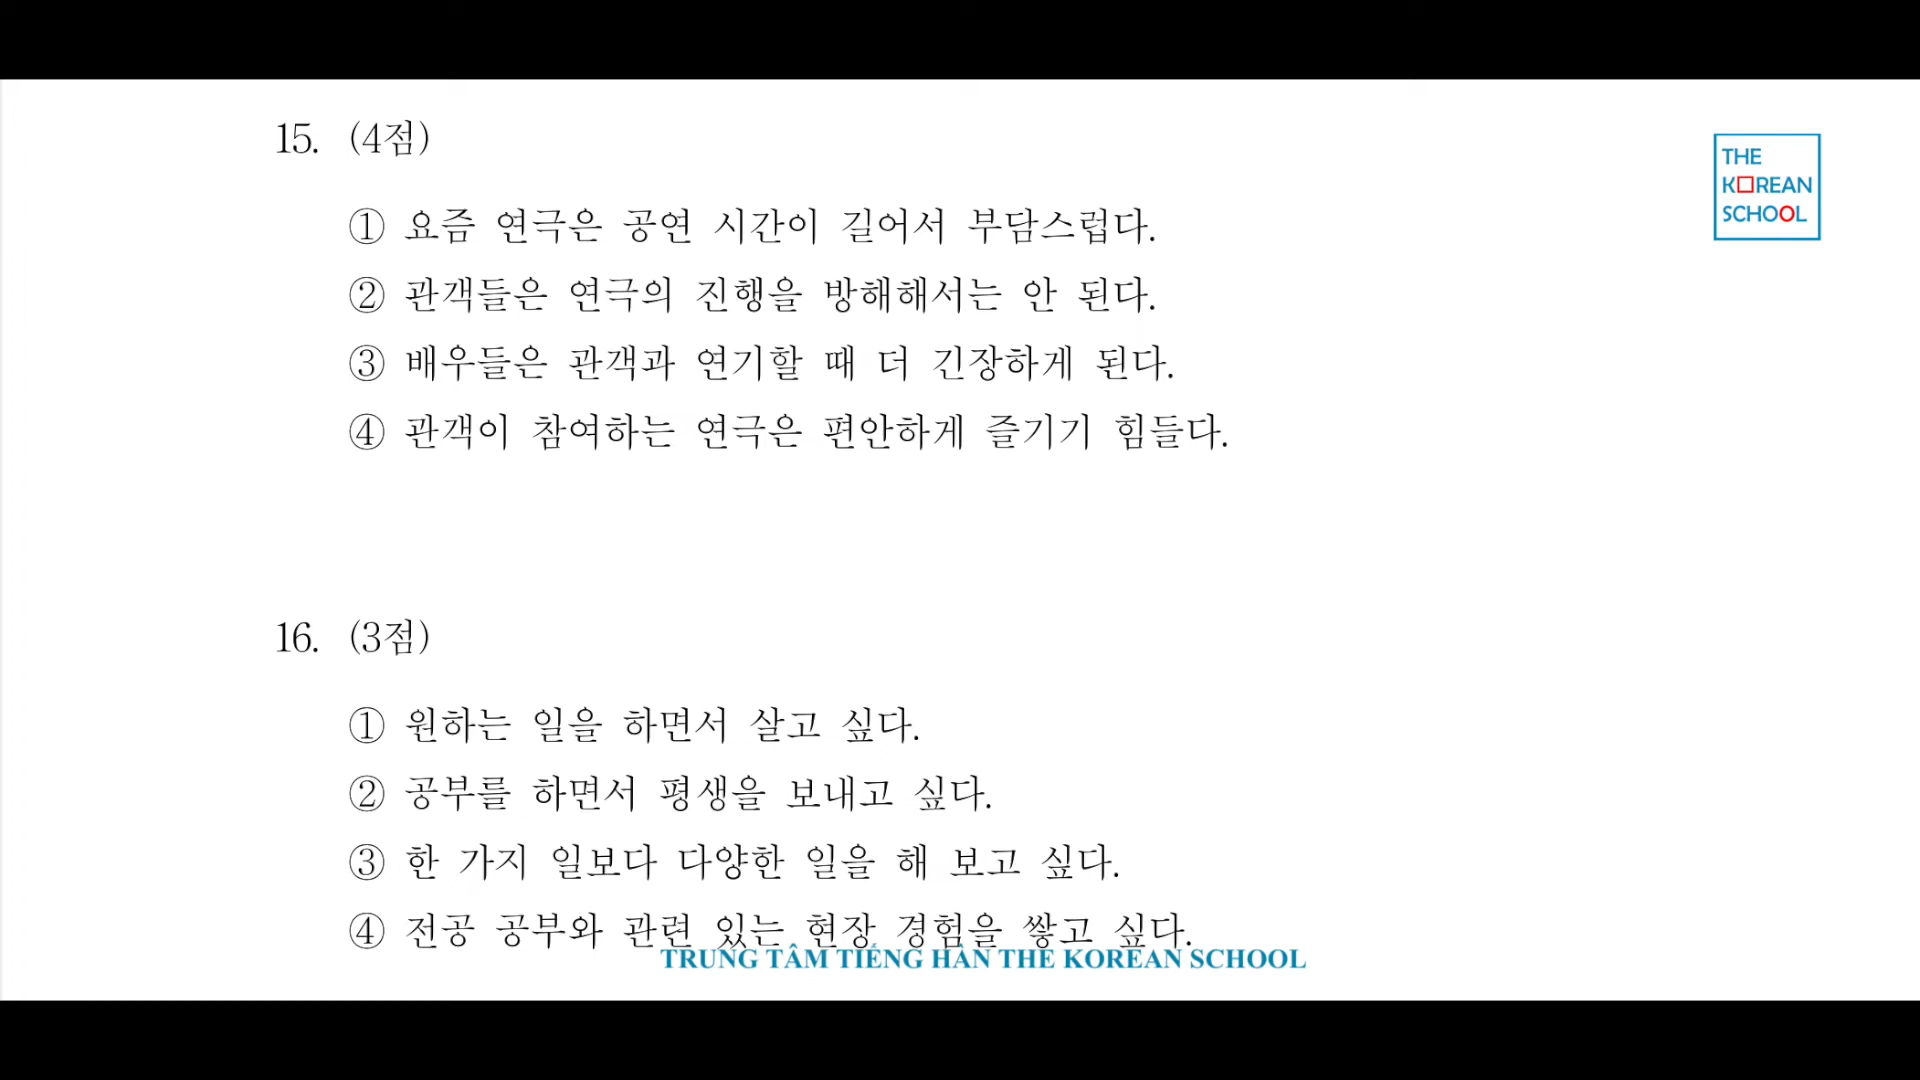 15. (4점)
① 요즘 연극은 공연 시간이 길어서 부담스럽다.
② 관객들은 연극의 진행을 방해해서는 안 된다.
③ 배우들은 관객과 연기할 때 더 긴장하게 된다.
④ 관객이 참여하는 연극은 편안하게 즐기기 힘들다.
THE
KOREAN
SCHOOL
16. (3점)
① 원하는 일을 하면서 살고 싶다.
② 공부를 하면서 평생을 보내고 싶다.
③ 한 가지 일보다 다양한 일을 해 보고 싶다.
④ 전공 공부와 관련 있는 현장 경험을 쌓고 싶다.
TRUNG TÂM TIẾNG HÀN THE KOREAN SCHOOL